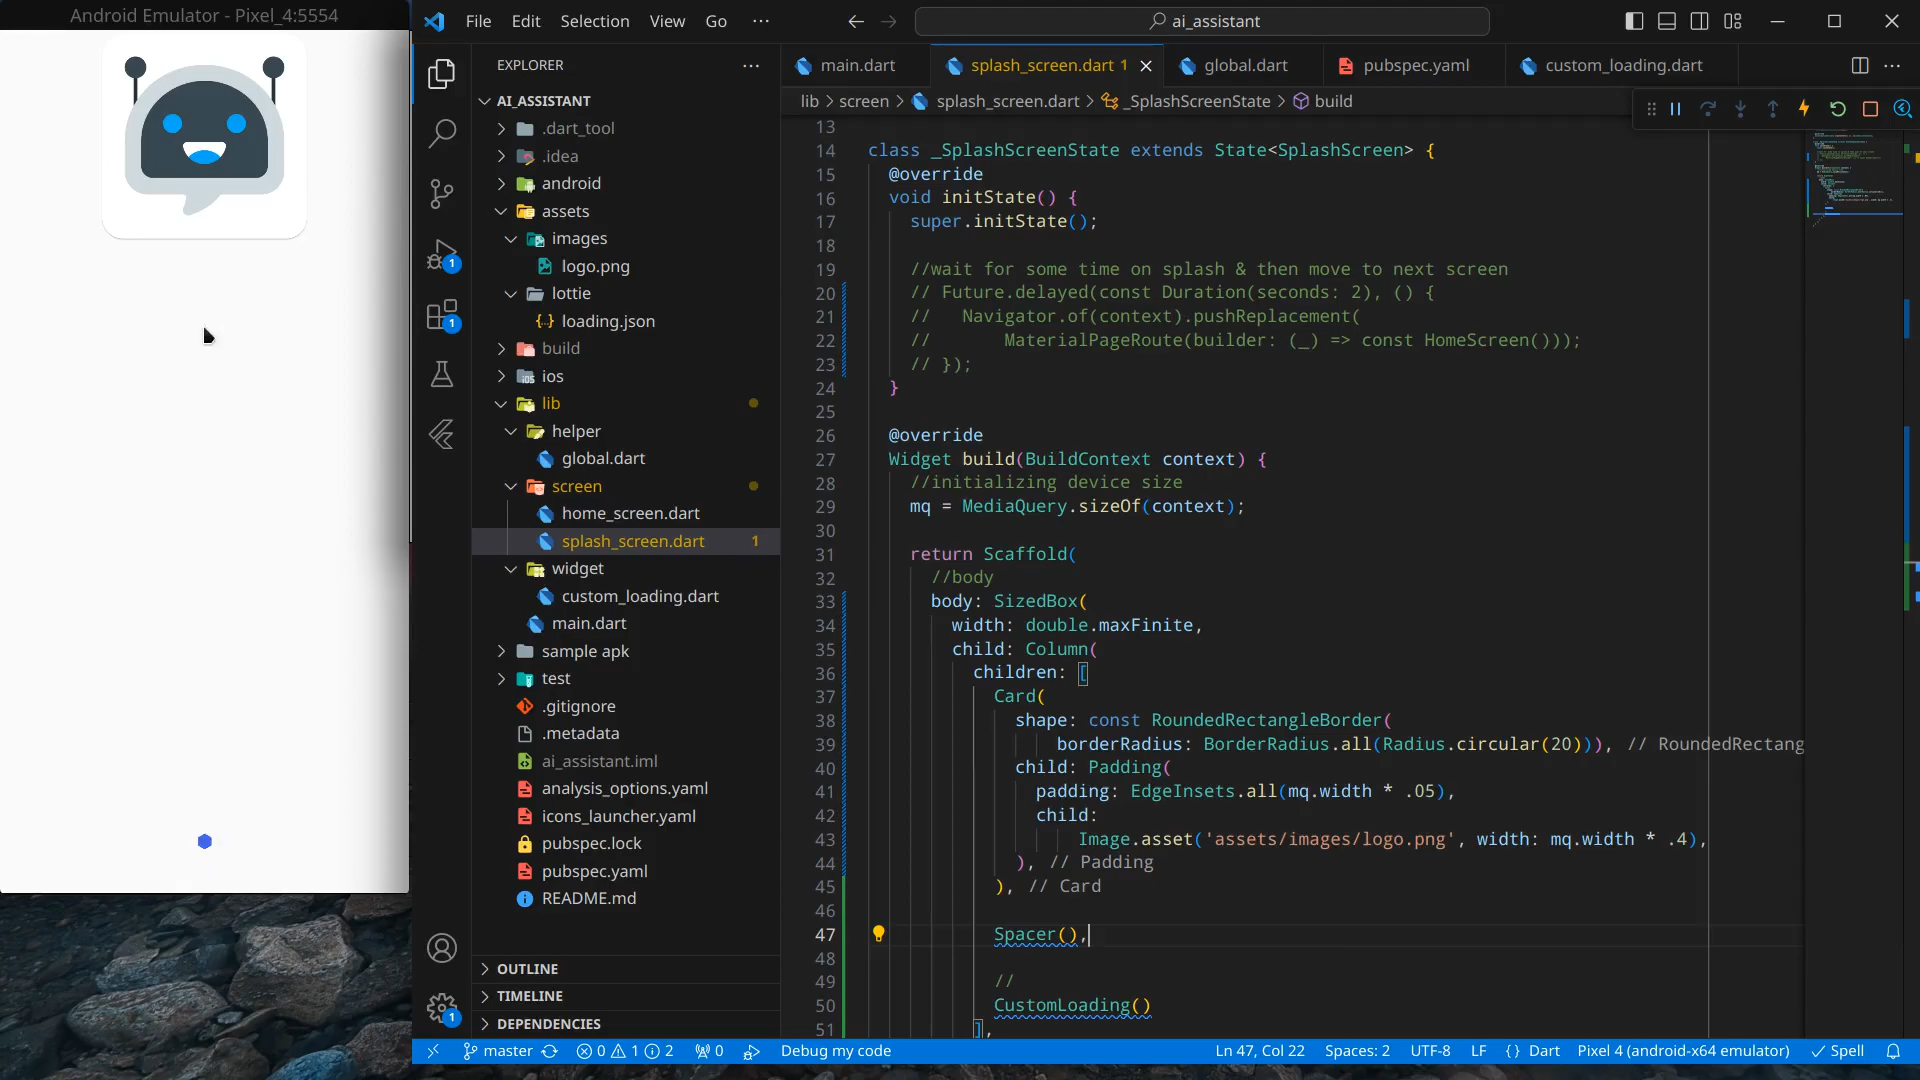 Android Emulator - Pixel_4:5554
File Edit Selection View Go ···
ai_assistant
EXPLORER
main.dart
splash_screen.dart 1
global.dart
pubspec.yaml
custom_loading.dart
lib > screen > splash_screen.dart > _SplashScreenState > build
AI_ASSISTANT
.dart_tool
.idea
android
assets
images
logo.png
lottie
loading.json
build
ios
lib
helper
global.dart
screen
home_screen.dart
splash_screen.dart 1
widget
custom_loading.dart
main.dart
sample apk
test
.gitignore
.metadata
ai_assistant.iml
analysis_options.yaml
icons_launcher.yaml
pubspec.lock
pubspec.yaml
README.md
OUTLINE
TIMELINE
DEPENDENCIES
1
1
1
13
14 class _SplashScreenState extends State<SplashScreen> {
15 @override
16 void initState() {
17 super.initState();
18
19 //wait for some time on splash & then move to next screen
20 // Future.delayed(const Duration(seconds: 2), () {
21 // Navigator.of(context).pushReplacement(
22 // MaterialPageRoute(builder: (_) => const HomeScreen()));
23 // });
24 }
25
26 @override
27 Widget build(BuildContext context) {
28 //initializing device size
29 mq = MediaQuery.sizeOf(context);
30
31 return Scaffold(
32 //body
33 body: SizedBox(
34 width: double.maxFinite,
35 child: Column(
36 children: [
37 Card(
38 shape: const RoundedRectangleBorder(
39 borderRadius: BorderRadius.all(Radius.circular(20))), // RoundedRectang
40 child: Padding(
41 padding: EdgeInsets.all(mq.width * .05),
42 child:
43 Image.asset('assets/images/logo.png', width: mq.width * .4),
44 ), // Padding
45 ), // Card
46
47 Spacer(),
48
49 //
50 CustomLoading()
51 ],
master 0 1 2 0 Debug my code Ln 47, Col 22 Spaces: 2 UTF-8 LF {} Dart Pixel 4 (android-x64 emulator) Spell